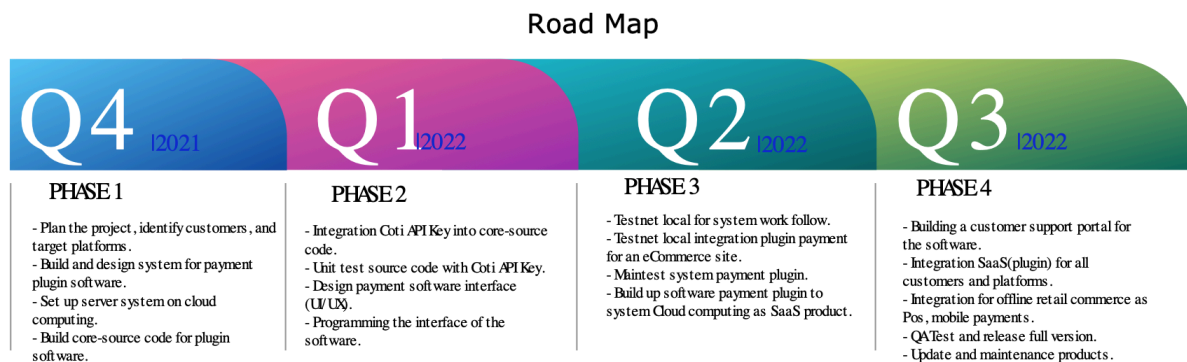 Road Map
Q4 |2021
PHASE 1
- Plan the project, identify customers, and
target platforms.
- Build and design system for payment
plugin software.
- Set up server system on cloud
computing.
- Build core-source code for plugin
software.
Q1 |2022
PHASE 2
- Integration Coti API Key into core-source
code.
- Unit test source code with Coti API Key.
- Design payment software interface
(UI/UX).
- Programming the interface of the
software.
Q2 |2022
PHASE 3
- Testnet local for system work follow.
- Testnet local integration plugin payment
for an eCommerce site.
- Maintest system payment plugin.
- Build up software payment plugin to
system Cloud computing as SaaS product.
Q3 |2022
PHASE 4
- Building a customer support portal for
the software.
- Integration SaaS(plugin) for all
customers and platforms.
- Integration for offline retail commerce as
Pos, mobile payments.
- QA Test and release full version.
- Update and maintenance products.